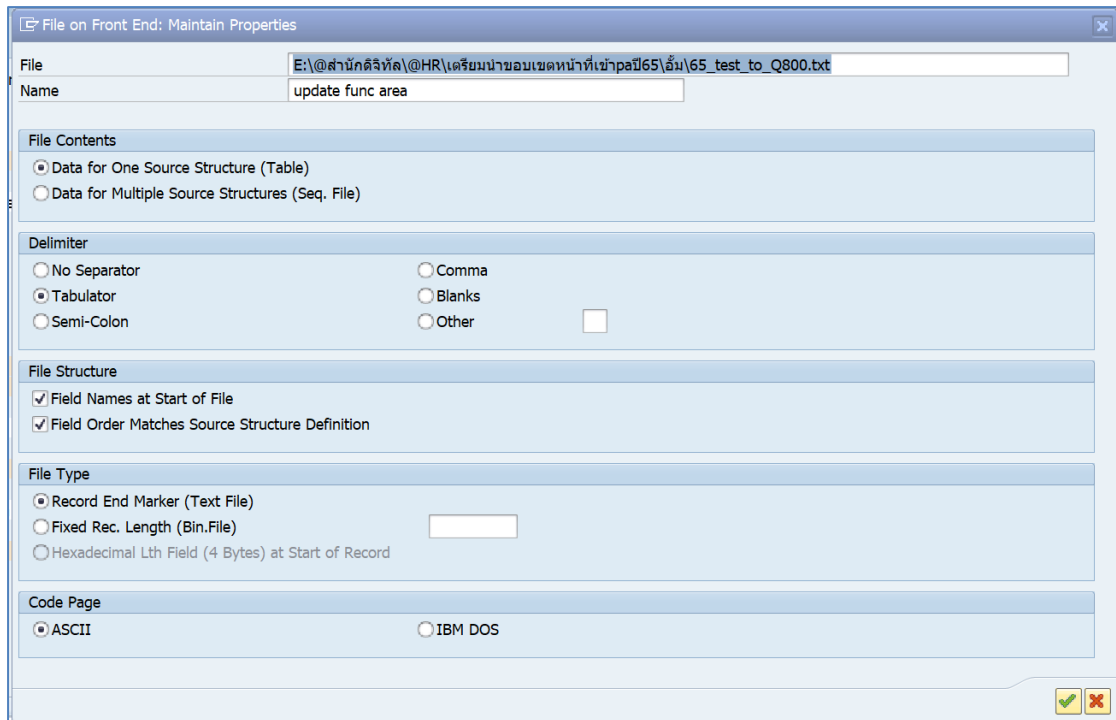 File on Front End: Maintain Properties
File E:\@สำนักดิจิทัล\@HR\เตรียมนำขอบเขตหน้าที่เข้าpaปี65\อั้ม\65_test_to_Q800.txt
Name update func area
File Contents
Data for One Source Structure (Table)
Data for Multiple Source Structures (Seq. File)
Delimiter
No Separator Comma
Tabulator Blanks
Semi-Colon Other
File Structure
Field Names at Start of File
Field Order Matches Source Structure Definition
File Type
Record End Marker (Text File)
Fixed Rec. Length (Bin.File)
Hexadecimal Lth Field (4 Bytes) at Start of Record
Code Page
ASCII IBM DOS